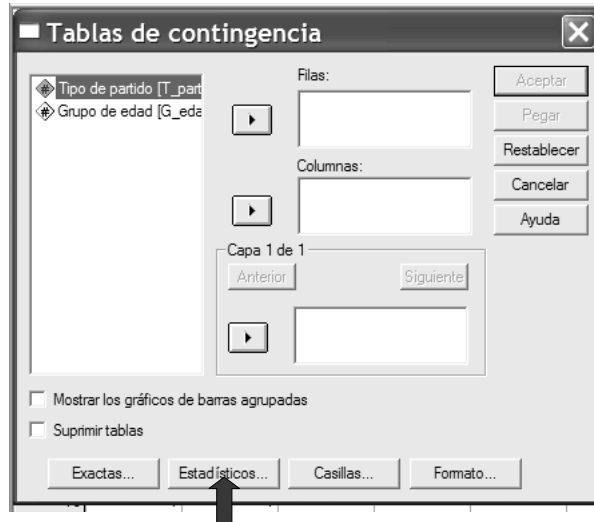 Tablas de contingencia
Tipo de partido [T_part
Grupo de edad [G_eda
Filas:
Columnas:
Capa 1 de 1
Anterior
Siguiente
Aceptar
Pegar
Restablecer
Cancelar
Ayuda
Mostrar los gráficos de barras agrupadas
Suprimir tablas
Exactas...
Estadísticos...
Casillas...
Formato...